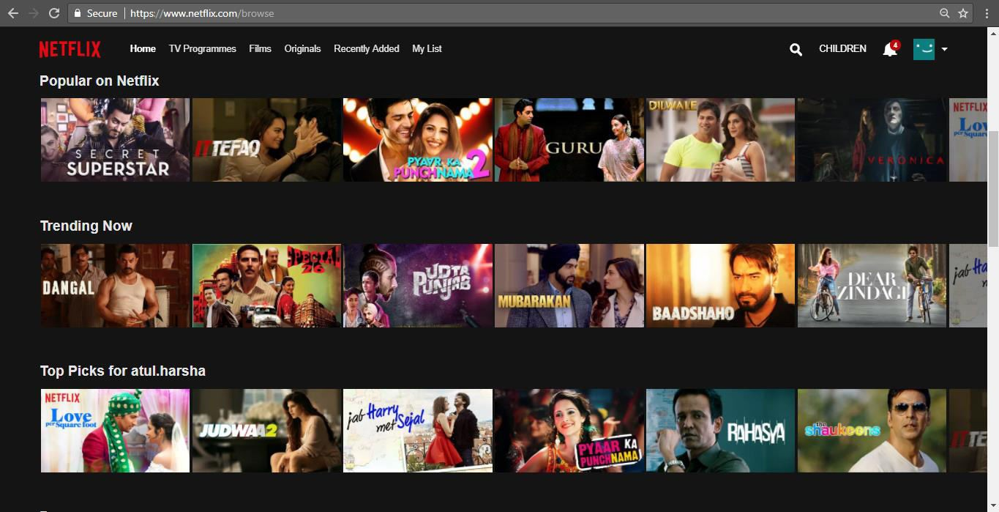 Secure | https://www.netflix.com/browse
NETFLIX Home TV Programmes Films Originals Recently Added My List CHILDREN 4
Popular on Netflix
SECRET
SUPERSTAR
ITTEFAQ
PYAAR KA
PUNCHNAMA 2
GURU
DILWALE
VERONICA
NETFLIX
Lov
per Square
Trending Now
DANGAL
SPECIAL
26
UDTA
PUNJAB
MUBARAKAN
BAADSHAHO
DEAR
ZINDAGI
jab Ha
Top Picks for atul.harsha
NETFLIX
Love
per Square foot
JUDWAA 2
jab Harry
met Sejal
PYAAR KA
PUNCHNAMA
RAHASYA
the
shaukeens
ITTE